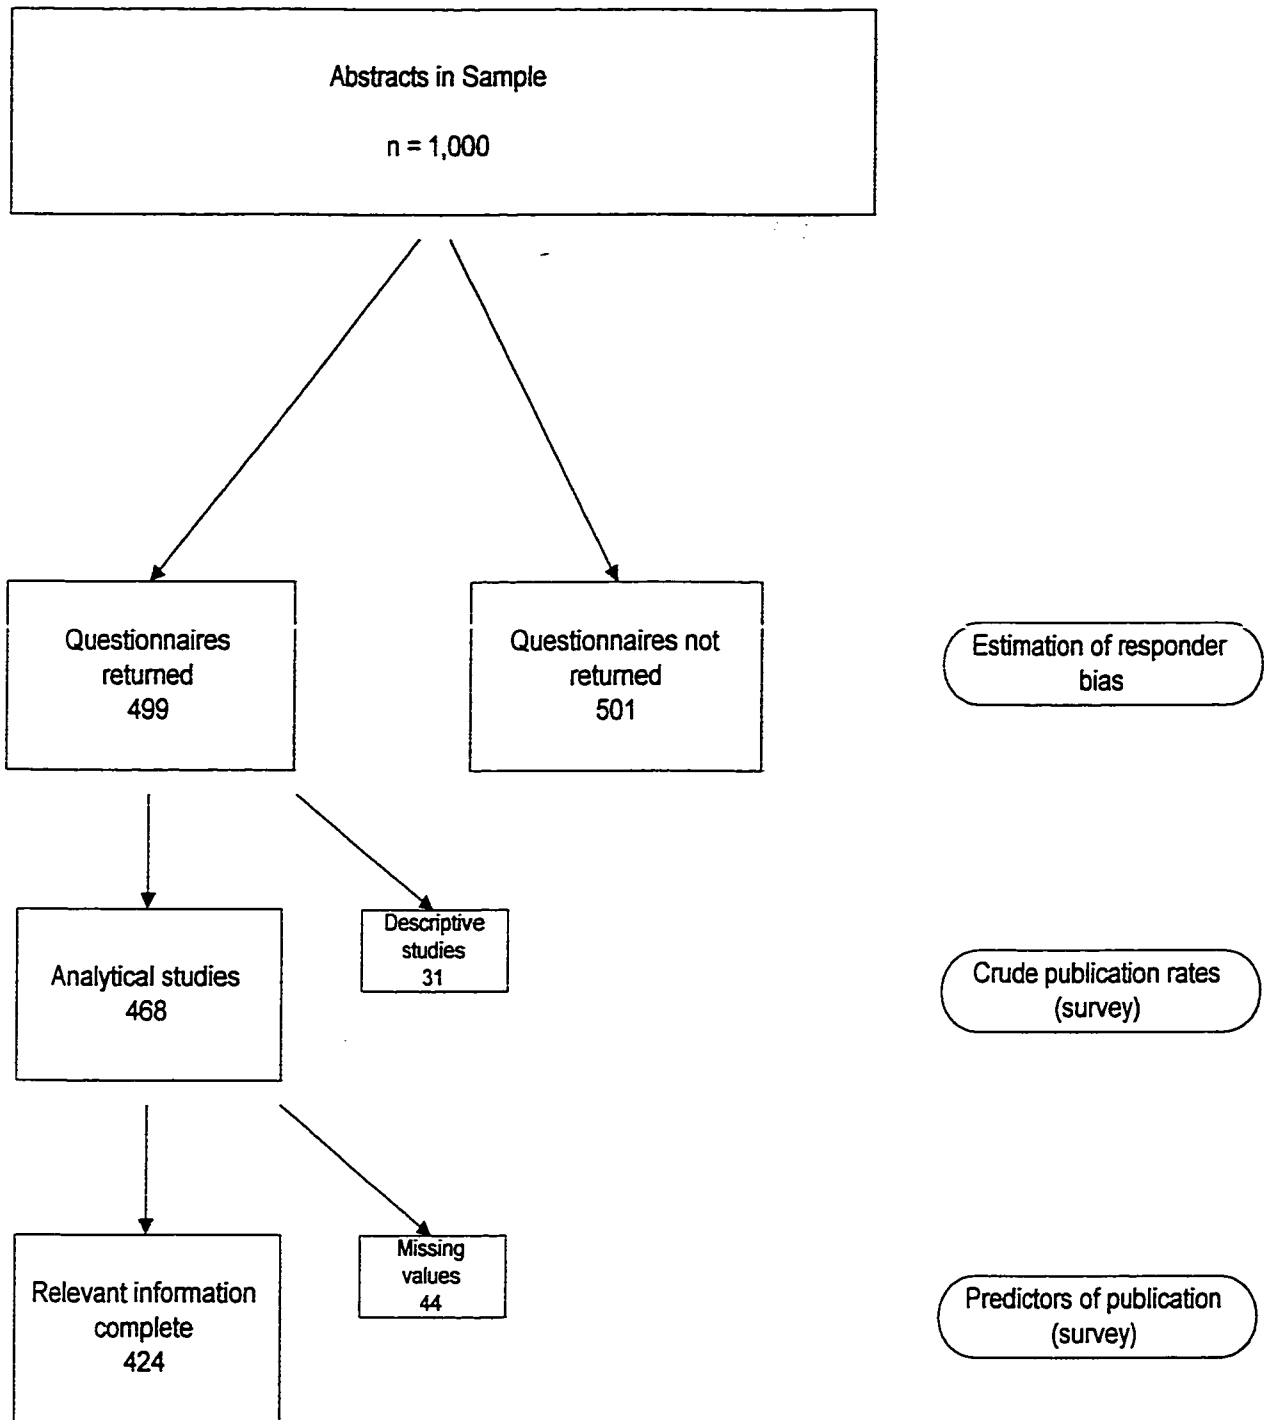 Abstracts in Sample
n = 1,000
Questionnaires
returned
499
Questionnaires not
returned
501
Estimation of responder
bias
Analytical studies
468
Descriptive
studies
31
Crude publication rates
(survey)
Relevant information
complete
424
Missing
values
44
Predictors of publication
(survey)